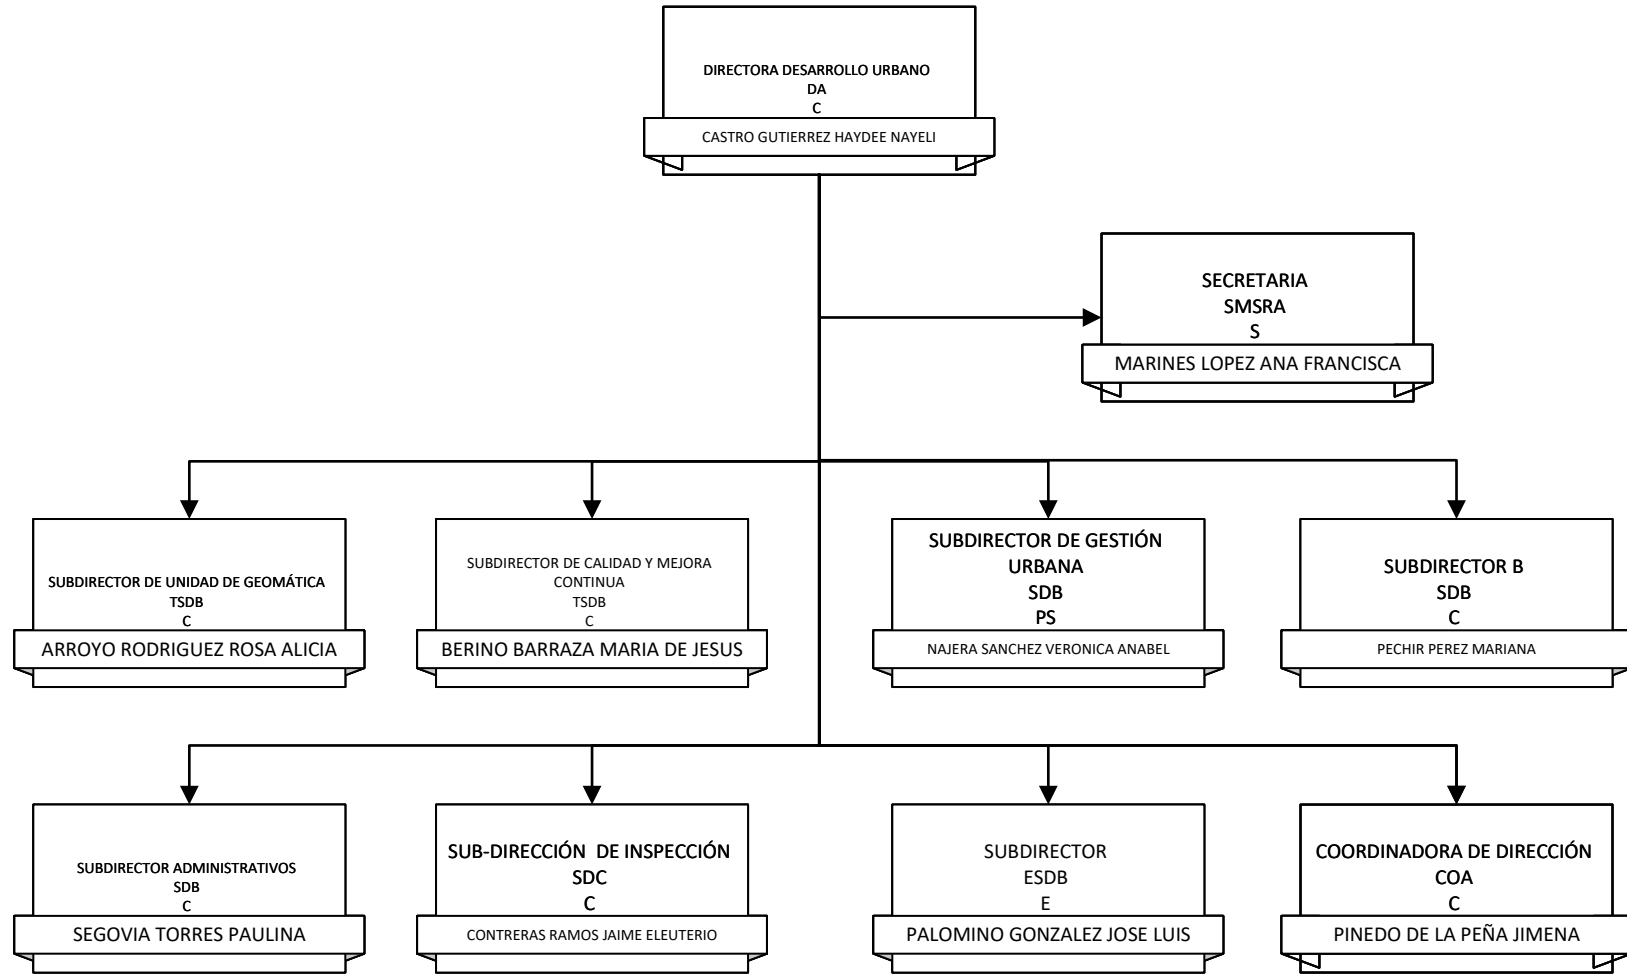 DIRECTORA DESARROLLO URBANO
DA
C
CASTRO GUTIERREZ HAYDEE NAYELI
SECRETARIA
SMSRA
S
MARINES LOPEZ ANA FRANCISCA
SUBDIRECTOR DE UNIDAD DE GEOMÁTICA
TSDB
C
ARROYO RODRIGUEZ ROSA ALICIA
SUBDIRECTOR DE CALIDAD Y MEJORA
CONTINUA
TSDB
C
BERINO BARRAZA MARIA DE JESUS
SUBDIRECTOR DE GESTIÓN
URBANA
SDB
PS
NAJERA SANCHEZ VERONICA ANABEL
SUBDIRECTOR B
SDB
C
PECHIR PEREZ MARIANA
SUBDIRECTOR ADMINISTRATIVOS
SDB
C
SEGOVIA TORRES PAULINA
SUB-DIRECCIÓN DE INSPECCIÓN
SDC
C
CONTRERAS RAMOS JAIME ELEUTERIO
SUBDIRECTOR
ESDB
E
PALOMINO GONZALEZ JOSE LUIS
COORDINADORA DE DIRECCIÓN
COA
C
PINEDO DE LA PEÑA JIMENA